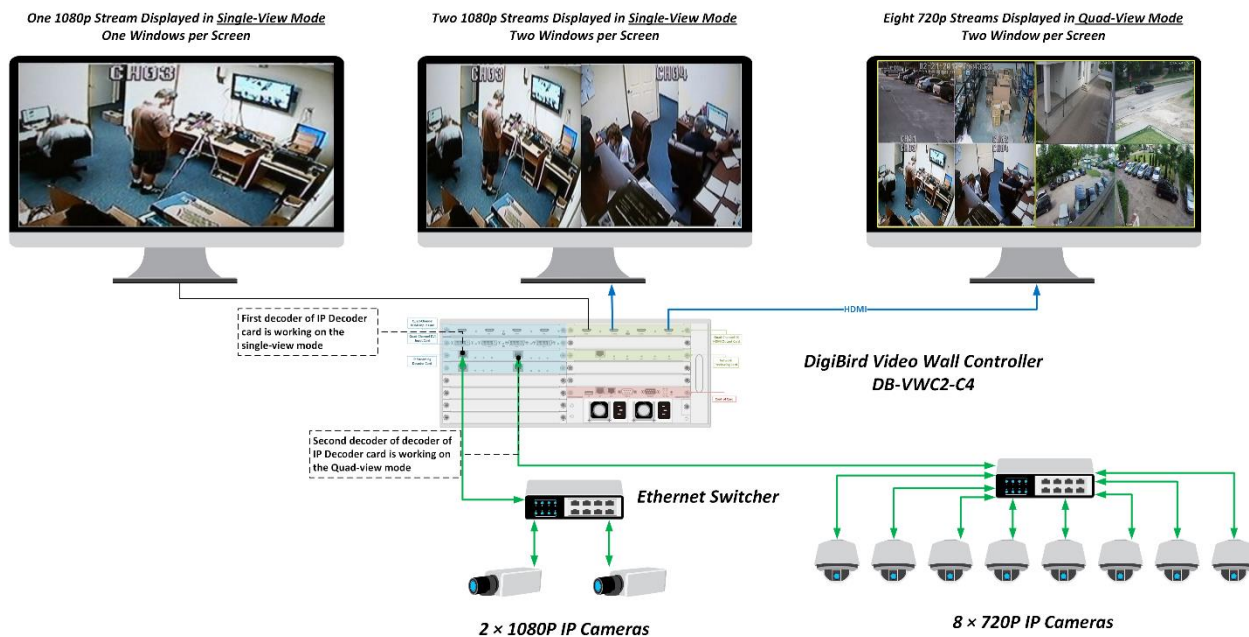 One 1080p Stream Displayed in Single-View Mode
One Windows per Screen
Two 1080p Streams Displayed in Single-View Mode
Two Windows per Screen
Eight 720p Streams Displayed in Quad-View Mode
Two Window per Screen
CH03
CH03
CH04
First decoder of IP Decoder
card is working on the
single-view mode
HDMI
DigiBird Video Wall Controller
DB-VWC2-C4
Second decoder of decoder of
IP Decoder card is working on
the Quad-view mode
Ethernet Switcher
2 × 1080P IP Cameras
8 × 720P IP Cameras